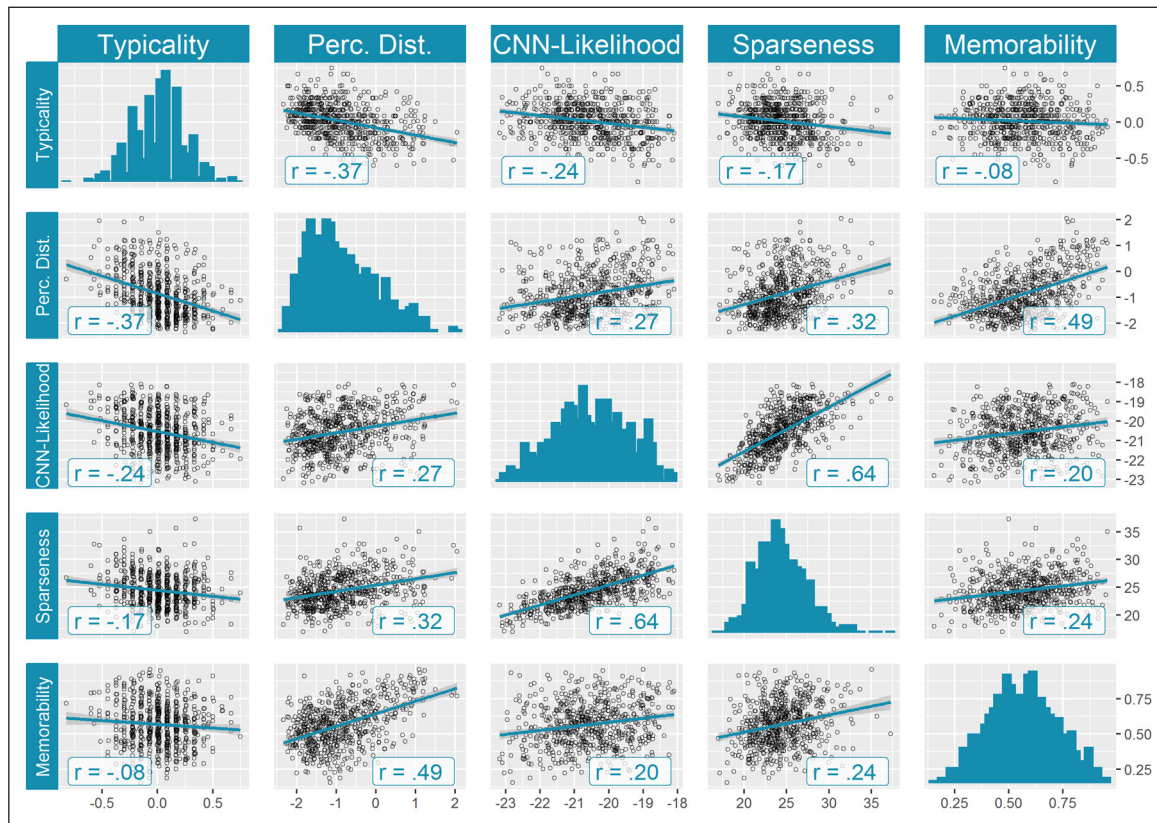 Typicality Perc. Dist. CNN-Likelihood Sparseness Memorability
Typicality
r = -.37 r = -.24 r = -.17 r = -.08
0.5
0.0
-0.5
Perc. Dist.
r = -.37 r = .27 r = .32 r = .49
2
1
0
-1
-2
CNN-Likelihood
r = -.24 r = .27 r = .64 r = .20
-18
-19
-20
-21
-22
-23
Sparseness
r = -.17 r = .32 r = .64 r = .24
35
30
25
20
Memorability
r = -.08 r = .49 r = .20 r = .24
0.75
0.50
0.25
-0.5 0.0 0.5 -2 -1 0 1 2 -23 -22 -21 -20 -19 -18 20 25 30 35 0.25 0.50 0.75